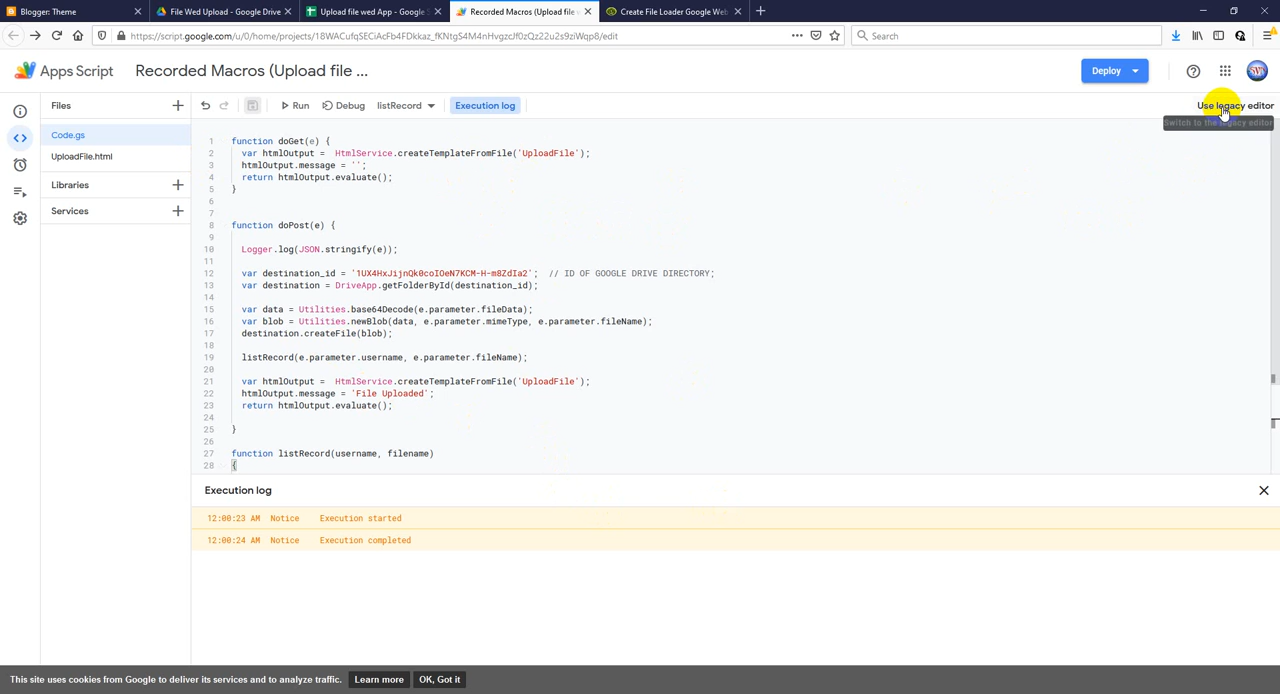 Blogger: Theme
File Wed Upload - Google Drive
Upload file wed App - Google S
Recorded Macros (Upload file
Create File Loader Google Web
https://script.google.com/u/0/home/projects/18WACufqSECiAcFb4FDkkaz_fKNtgS4M4nHvgzcJf0zQz22u2s9ziWqp8/edit
Search
Apps Script
Recorded Macros (Upload file ...
Deploy
Files
Run
Debug
listRecord
Execution log
Use legacy editor
Switch to the legacy editor
Code.gs
UploadFile.html
Libraries
Services
1 function doGet(e) {
2 var htmlOutput = HtmlService.createTemplateFromFile('UploadFile');
3 htmlOutput.message = '';
4 return htmlOutput.evaluate();
5 }
6
7
8 function doPost(e) {
9
10 Logger.log(JSON.stringify(e));
11
12 var destination_id = '1UX4HxJijnQk0coIOeN7KCM-H-m8ZdIa2'; // ID OF GOOGLE DRIVE DIRECTORY;
13 var destination = DriveApp.getFolderById(destination_id);
14
15 var data = Utilities.base64Decode(e.parameter.fileData);
16 var blob = Utilities.newBlob(data, e.parameter.mimeType, e.parameter.fileName);
17 destination.createFile(blob);
18
19 listRecord(e.parameter.username, e.parameter.fileName);
20
21 var htmlOutput = HtmlService.createTemplateFromFile('UploadFile');
22 htmlOutput.message = 'File Uploaded';
23 return htmlOutput.evaluate();
24
25 }
26
27 function listRecord(username, filename)
28 {
Execution log
12:00:23 AM Notice Execution started
12:00:24 AM Notice Execution completed
This site uses cookies from Google to deliver its services and to analyze traffic.
Learn more
OK, Got it